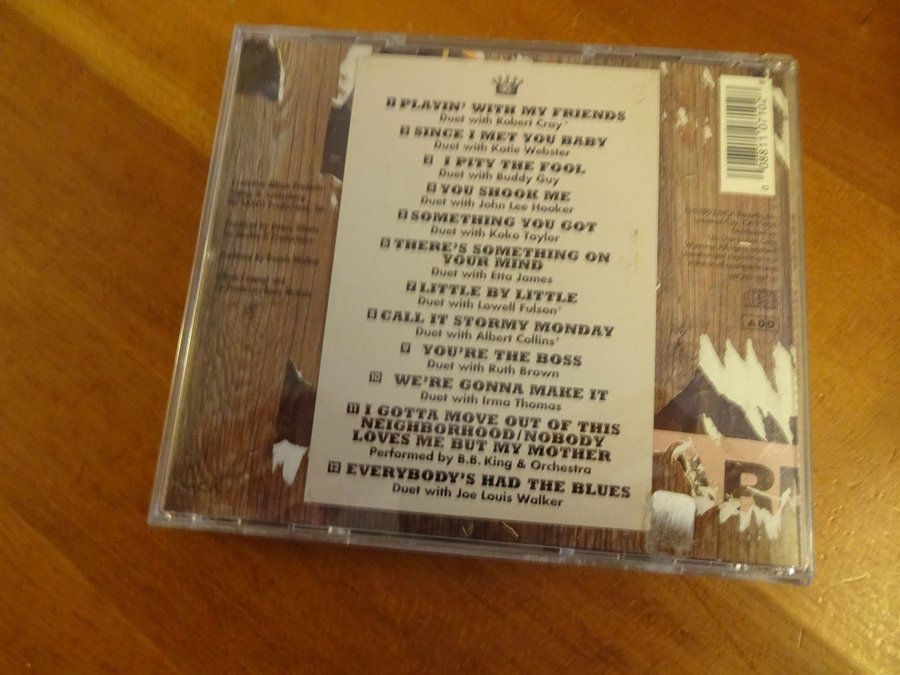 1 PLAYIN' WITH MY FRIENDS
Duet with Robert Cray+
2 SINCE I MET YOU BABY
Duet with Katie Webster
3 I PITY THE FOOL
Duet with Buddy Guy
4 YOU SHOOK ME
Duet with John Lee Hooker
5 SOMETHING YOU GOT
Duet with Koko Taylor
6 THERE'S SOMETHING ON
YOUR MIND
Duet with Etta James
7 LITTLE BY LITTLE
Duet with Lowell Fulson+
8 CALL IT STORMY MONDAY
Duet with Albert Collins+
9 YOU'RE THE BOSS
Duet with Ruth Brown
10 WE'RE GONNA MAKE IT
Duet with Irma Thomas
11 I GOTTA MOVE OUT OF THIS
NEIGHBORHOOD/NOBODY
LOVES ME BUT MY MOTHER
Performed by B.B. King & Orchestra
12 EVERYBODY'S HAD THE BLUES
Duet with Joe Louis Walker
0 08811 07102 8
ADD